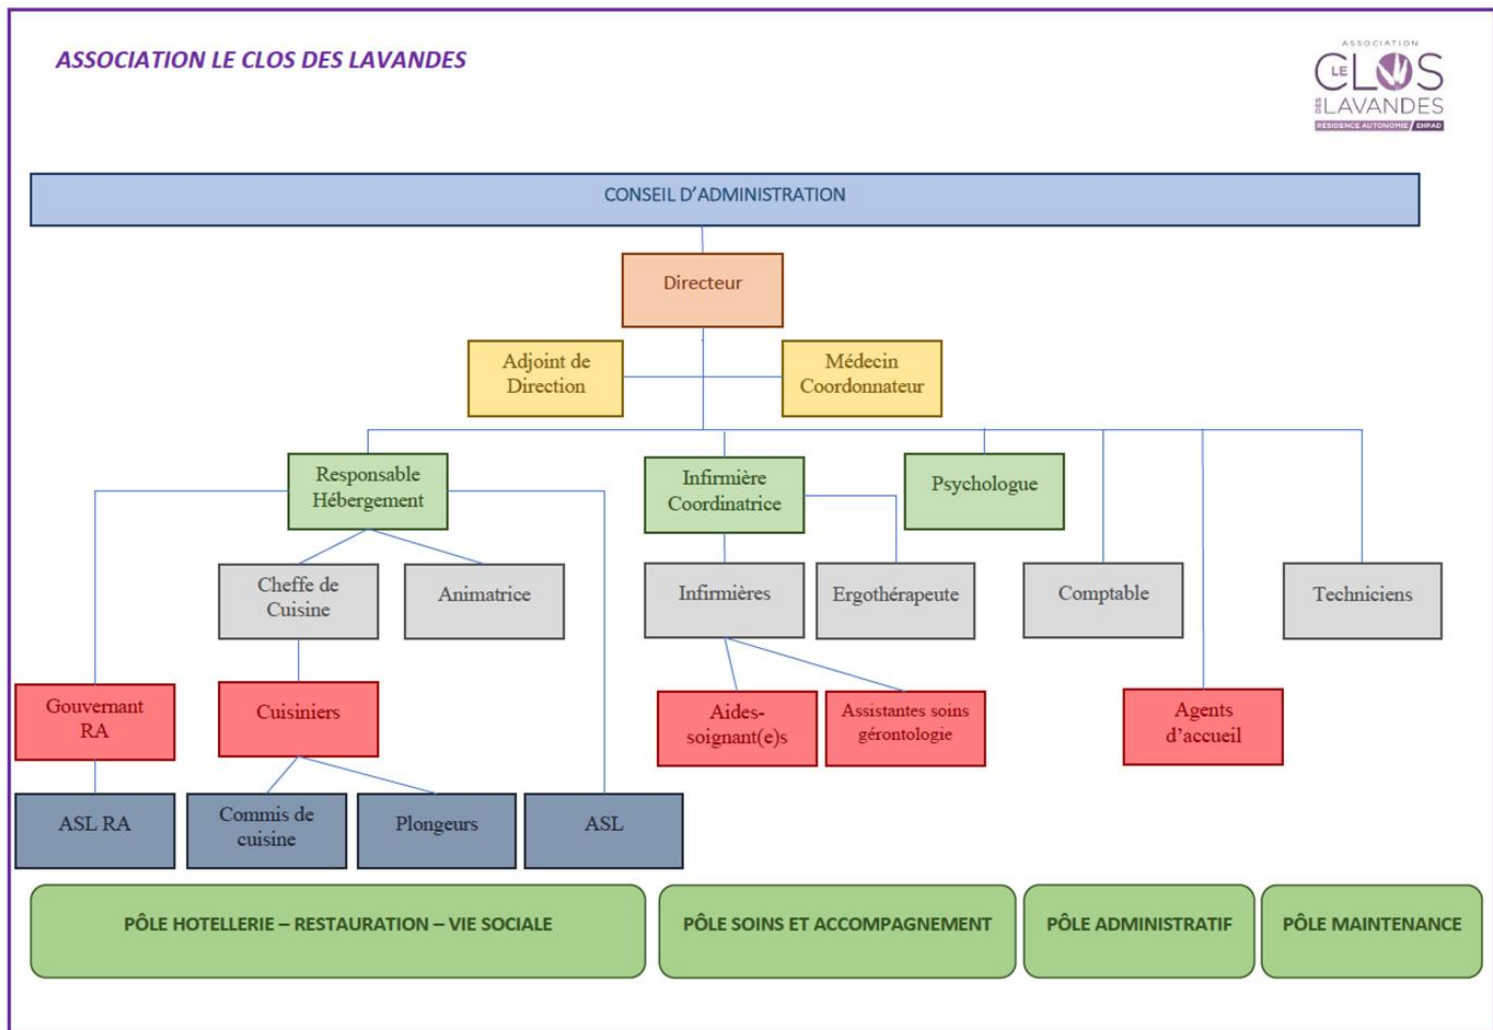 ASSOCIATION LE CLOS DES LAVANDES
ASSOCIATION
LE CLOS
DES LAVANDES
RÉSIDENCE AUTONOMIE / EHPAD
CONSEIL D’ADMINISTRATION
Directeur
Adjoint de
Direction
Médecin
Coordonnateur
Responsable
Hébergement
Infirmière
Coordinatrice
Psychologue
Cheffe de
Cuisine
Animatrice
Infirmières
Ergothérapeute
Comptable
Techniciens
Gouvernant
RA
Cuisiniers
Aides-
soignant(e)s
Assistantes soins
gérontologie
Agents
d’accueil
ASL RA
Commis de
cuisine
Plongeurs
ASL
PÔLE HOTELLERIE – RESTAURATION – VIE SOCIALE
PÔLE SOINS ET ACCOMPAGNEMENT
PÔLE ADMINISTRATIF
PÔLE MAINTENANCE